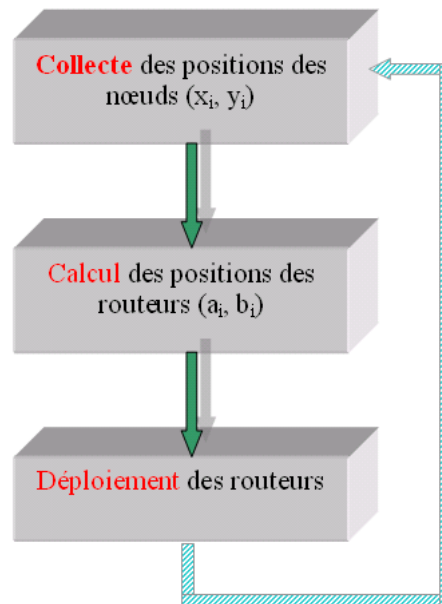 Collecte des positions des
nœuds (xᵢ, yᵢ)
Calcul des positions des
routeurs (aᵢ, bᵢ)
Déploiement des routeurs